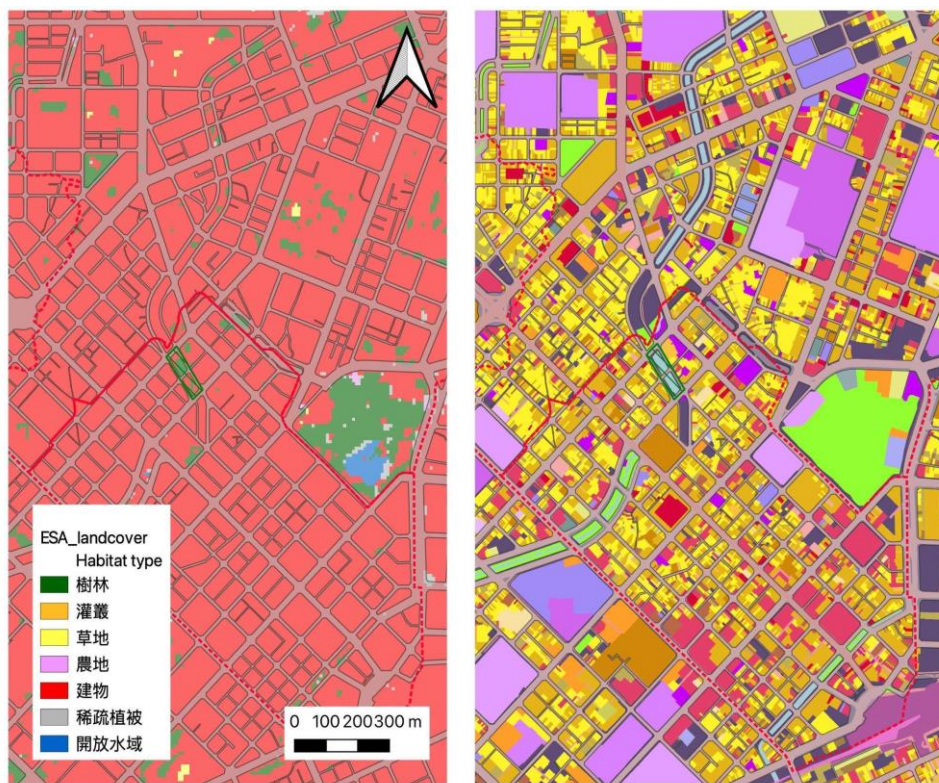 ESA_landcover
Habitat type
樹林
灌叢
草地
農地
建物
稀疏植被
開放水域
0 100 200 300 m